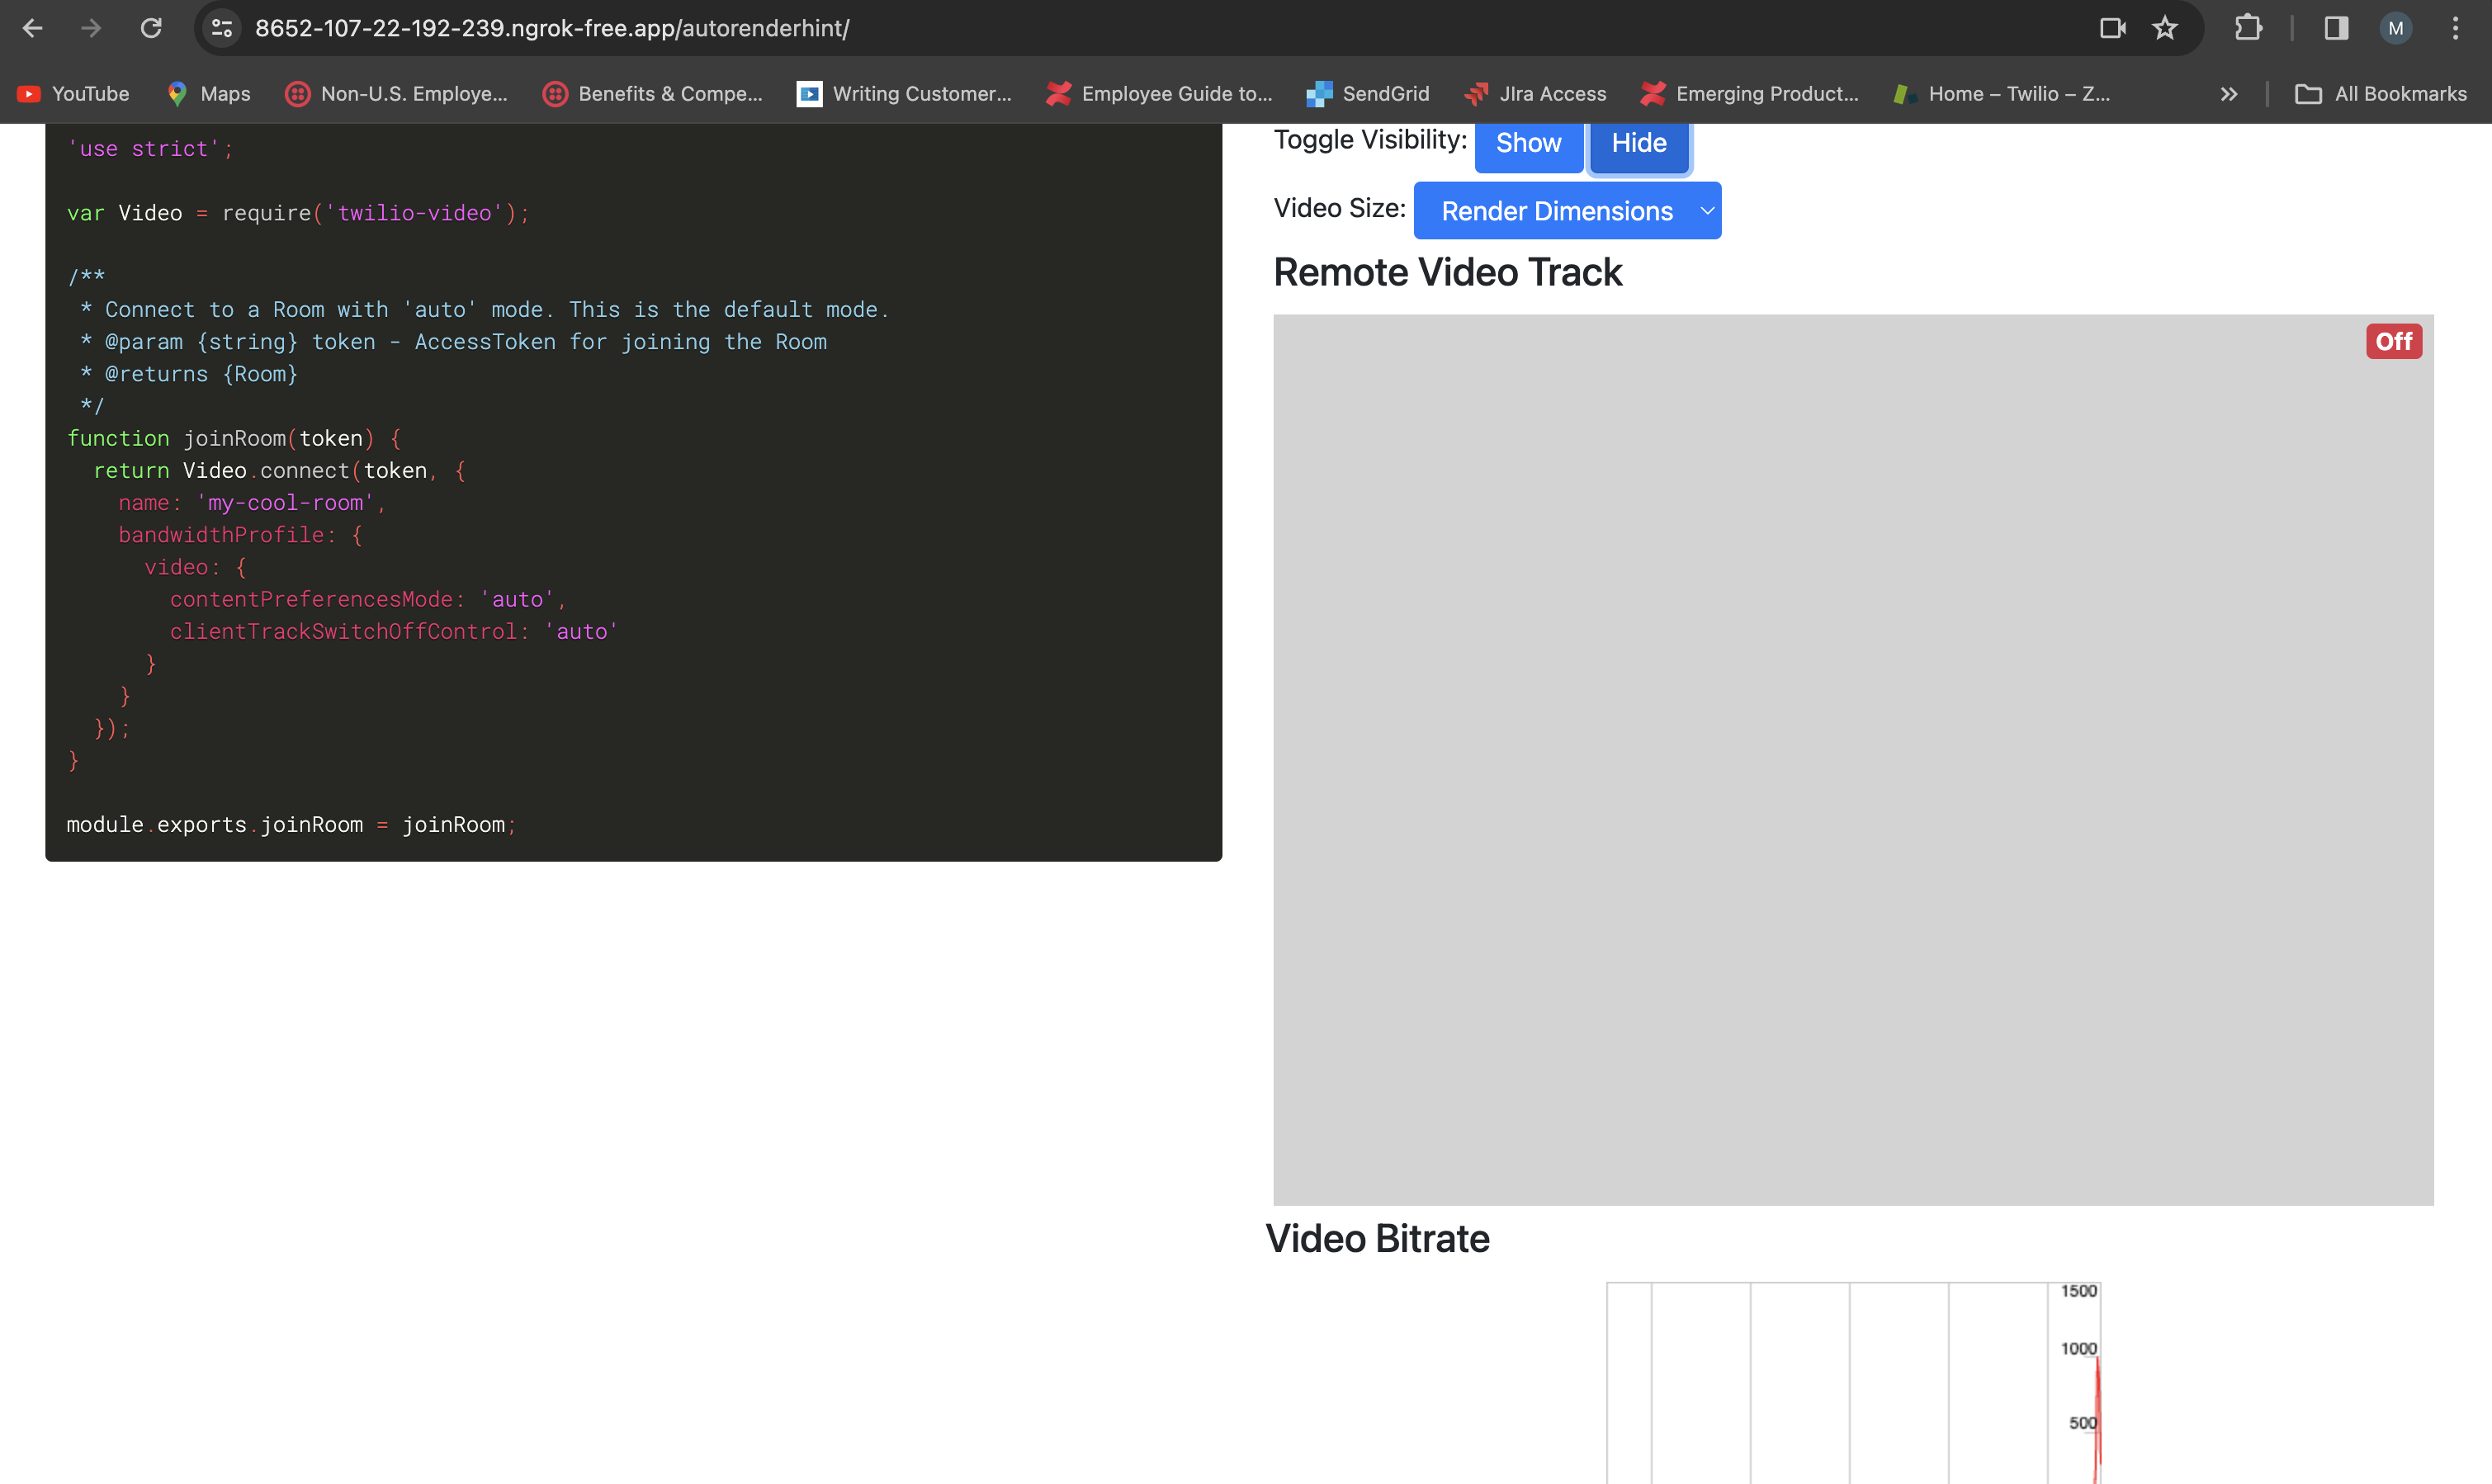 8652-107-22-192-239.ngrok-free.app/autorenderhint/
M
YouTube
Maps
Non-U.S. Employe...
Benefits & Compe...
Writing Customer...
Employee Guide to...
SendGrid
JIra Access
Emerging Product...
Home – Twilio – Z...
All Bookmarks
'use strict';
var Video = require('twilio-video');
/**
* Connect to a Room with 'auto' mode. This is the default mode.
* @param {string} token - AccessToken for joining the Room
* @returns {Room}
*/
function joinRoom(token) {
return Video.connect(token, {
name: 'my-cool-room',
bandwidthProfile: {
video: {
contentPreferencesMode: 'auto',
clientTrackSwitchOffControl: 'auto'
}
}
});
}
module.exports.joinRoom = joinRoom;
Toggle Visibility: Show Hide
Video Size: Render Dimensions
Remote Video Track
Off
Video Bitrate
1500
1000
500